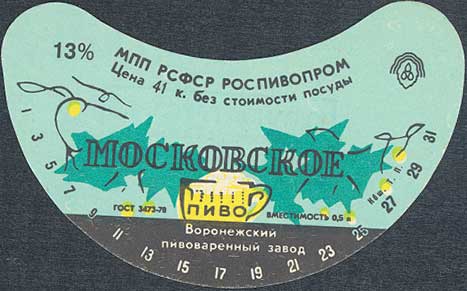 13%
МПП РСФСР РОСПИВОПРОМ
Цена 41 к. без стоимости посуды
МОСКОВСКОЕ
ПИВО
ГОСТ 3473-78
ВМЕСТИМОСТЬ 0,5 л
Воронежский
пивоваренный завод
1 3 5 7 9 11 13 15 17 19 21 23 25 27 29 31